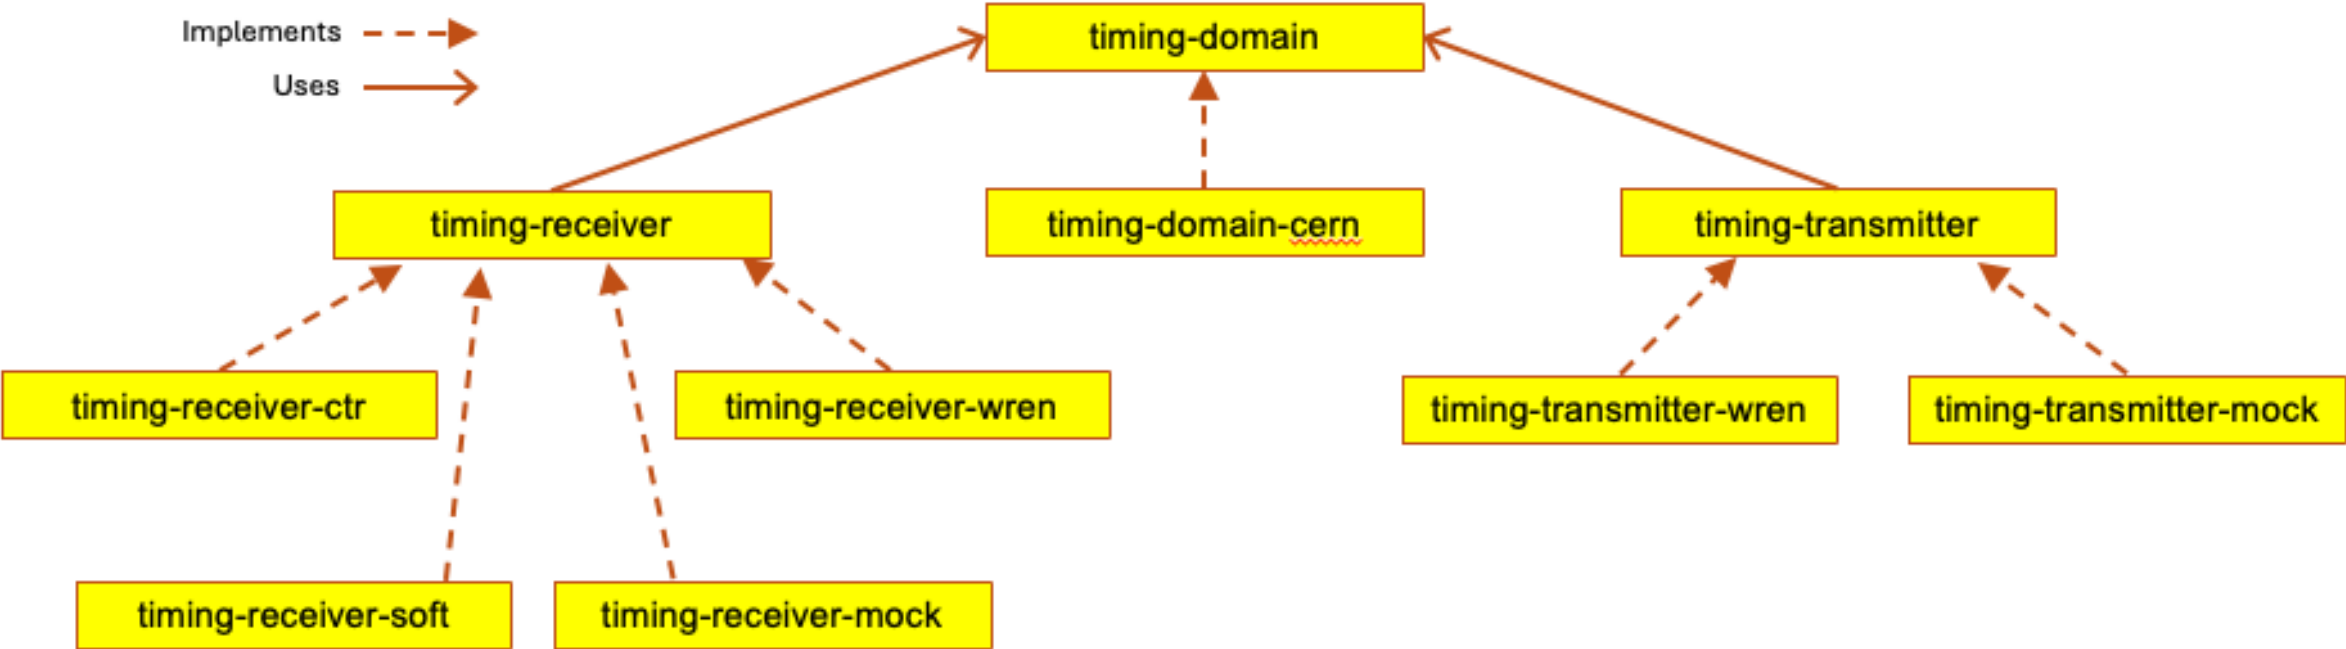 Implements
Uses
timing-domain
timing-receiver
timing-domain-cern
timing-transmitter
timing-receiver-ctr
timing-receiver-wren
timing-transmitter-wren
timing-transmitter-mock
timing-receiver-soft
timing-receiver-mock